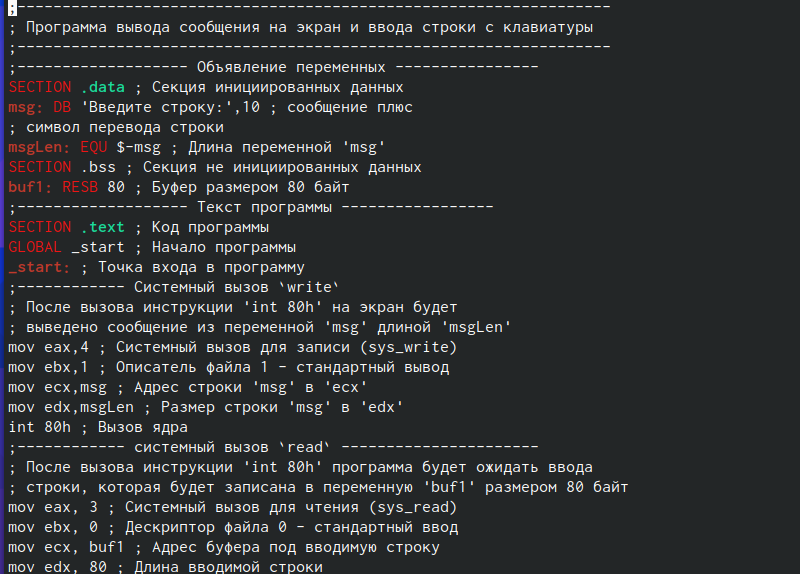 ;------------------------------------------------------------------
; Программа вывода сообщения на экран и ввода строки с клавиатуры
;------------------------------------------------------------------
;------------------- Объявление переменных ----------------
SECTION .data ; Секция инициированных данных
msg: DB 'Введите строку:',10 ; сообщение плюс
; символ перевода строки
msgLen: EQU $-msg ; Длина переменной 'msg'
SECTION .bss ; Секция не инициированных данных
buf1: RESB 80 ; Буфер размером 80 байт
;------------------- Текст программы -----------------
SECTION .text ; Код программы
GLOBAL _start ; Начало программы
_start: ; Точка входа в программу
;------------ Системный вызов `write`
; После вызова инструкции 'int 80h' на экран будет
; выведено сообщение из переменной 'msg' длиной 'msgLen'
mov eax,4 ; Системный вызов для записи (sys_write)
mov ebx,1 ; Описатель файла 1 - стандартный вывод
mov ecx,msg ; Адрес строки 'msg' в 'ecx'
mov edx,msgLen ; Размер строки 'msg' в 'edx'
int 80h ; Вызов ядра
;------------ системный вызов `read` ----------------------
; После вызова инструкции 'int 80h' программа будет ожидать ввода
; строки, которая будет записана в переменную 'buf1' размером 80 байт
mov eax, 3 ; Системный вызов для чтения (sys_read)
mov ebx, 0 ; Дескриптор файла 0 - стандартный ввод
mov ecx, buf1 ; Адрес буфера под вводимую строку
mov edx, 80 ; Длина вводимой строки